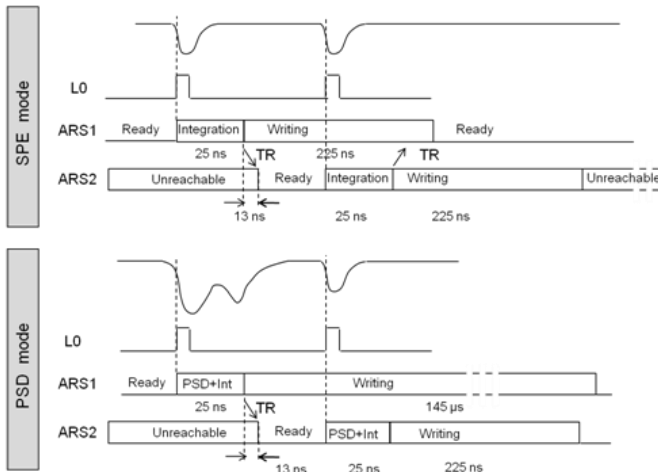 SPE mode
L0
ARS1 Ready Integration Writing Ready
25 ns TR 225 ns TR
ARS2 Unreachable Ready Integration Writing Unreachable
13 ns 25 ns 225 ns
PSD mode
L0
ARS1 Ready PSD+Int Writing
25 ns TR 145 µs
ARS2 Unreachable Ready PSD+Int Writing
13 ns 25 ns 225 ns